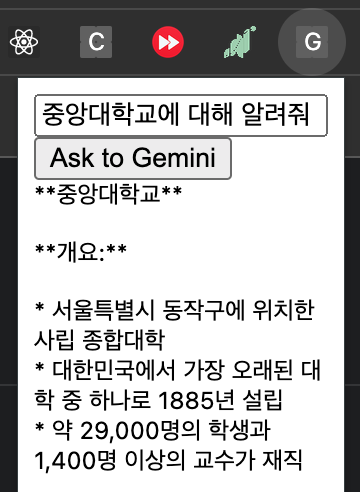 C
G
중앙대학교에 대해 알려줘
Ask to Gemini
**중앙대학교**
**개요:**
* 서울특별시 동작구에 위치한
사립 종합대학
* 대한민국에서 가장 오래된 대
학 중 하나로 1885년 설립
* 약 29,000명의 학생과
1,400명 이상의 교수가 재직